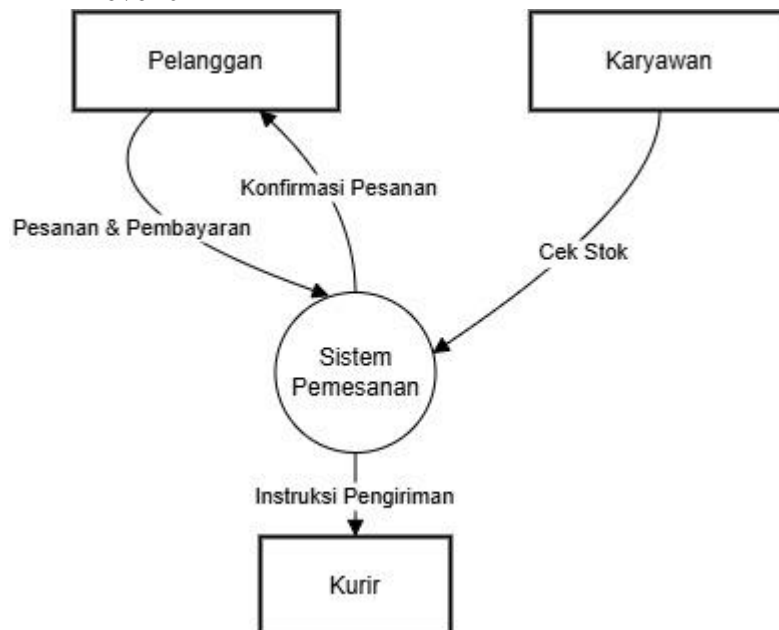 Pelanggan
Karyawan
Konfirmasi Pesanan
Pesanan & Pembayaran
Cek Stok
Sistem
Pemesanan
Instruksi Pengiriman
Kurir